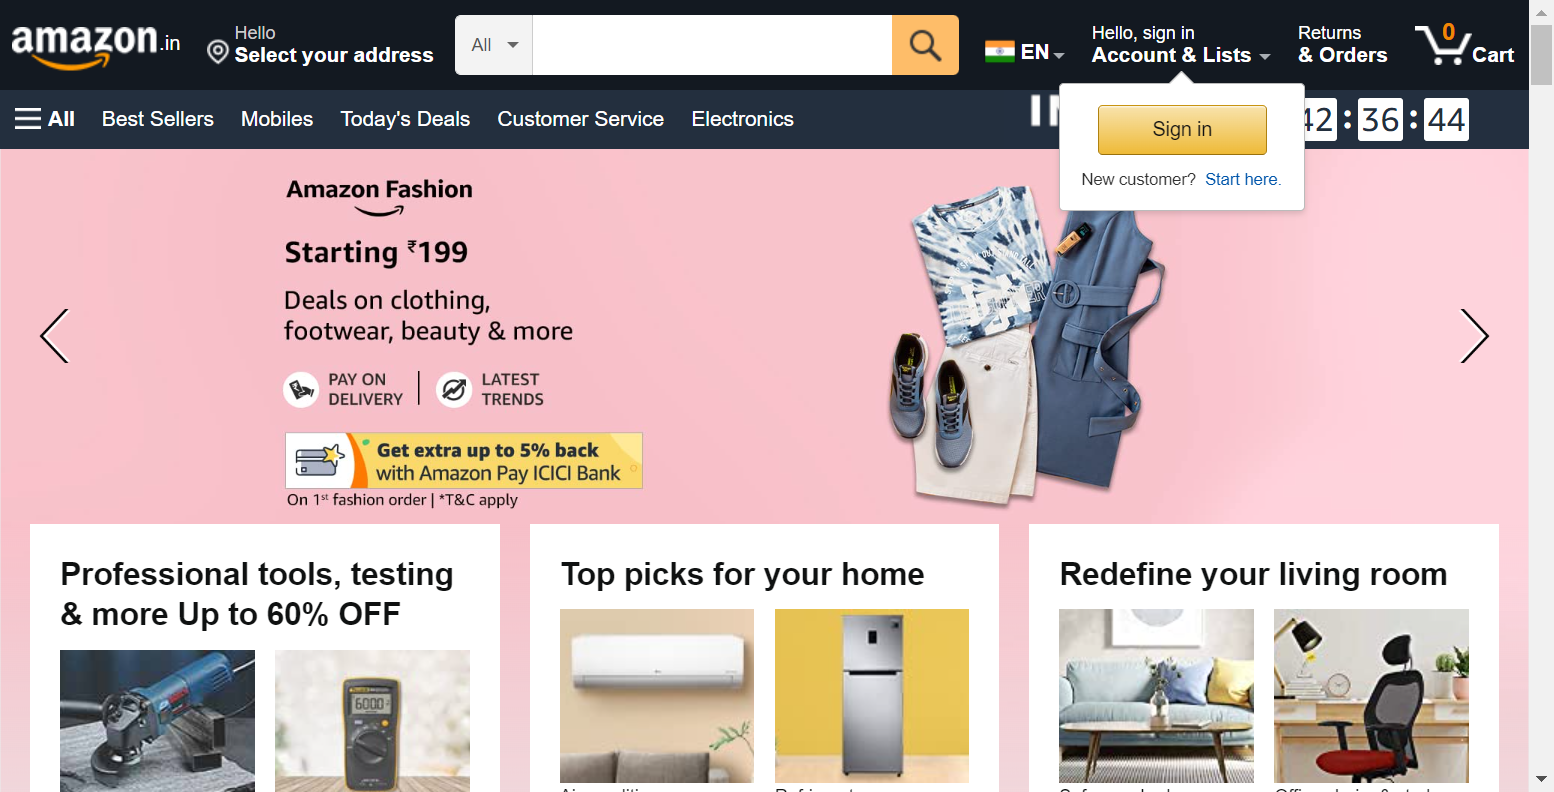 amazon.in
Hello
Select your address
All
EN
Hello, sign in
Account & Lists
Returns
& Orders
0
Cart
All
Best Sellers
Mobiles
Today's Deals
Customer Service
Electronics
42 : 36 : 44
Sign in
New customer? Start here.
Amazon Fashion
Starting ₹199
Deals on clothing,
footwear, beauty & more
PAY ON
DELIVERY
LATEST
TRENDS
Get extra up to 5% back
with Amazon Pay ICICI Bank
On 1st fashion order | *T&C apply
Professional tools, testing
& more Up to 60% OFF
Top picks for your home
Redefine your living room
600.0